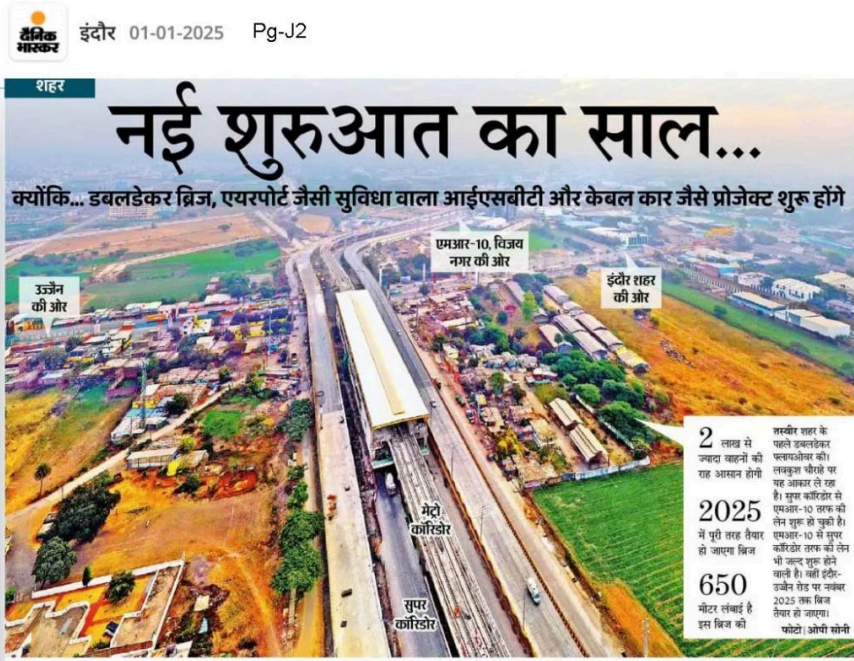 दैनिक
भास्कर
इंदौर 01-01-2025 Pg-J2
शहर
नई शुरुआत का साल...
क्योंकि... डबलडेकर ब्रिज, एयरपोर्ट जैसी सुविधा वाला आईएसबीटी और केबल कार जैसे प्रोजेक्ट शुरू होंगे
एमआर-10, विजय
नगर की ओर
उज्जैन
की ओर
इंदौर शहर
की ओर
मेट्रो
कॉरिडोर
सुपर
कॉरिडोर
2 लाख से
ज्यादा वाहनों की
राह आसान होगी
2025
में पूरी तरह तैयार
हो जाएगा ब्रिज
650
मीटर लंबाई है
इस ब्रिज की
तस्वीर शहर के
पहले डबलडेकर
फ्लायओवर की।
लवकुश चौराहे पर
यह आकार ले रहा
है। सुपर कॉरिडोर से
एमआर-10 तरफ की
लेन शुरू हो चुकी है।
एमआर-10 से सुपर
कॉरिडोर तरफ की लेन
भी जल्द शुरू होने
वाली है। वहीं इंदौर-
उज्जैन रोड पर नवंबर
2025 तक ब्रिज
तैयार हो जाएगा।
फोटो | ओपी सोनी